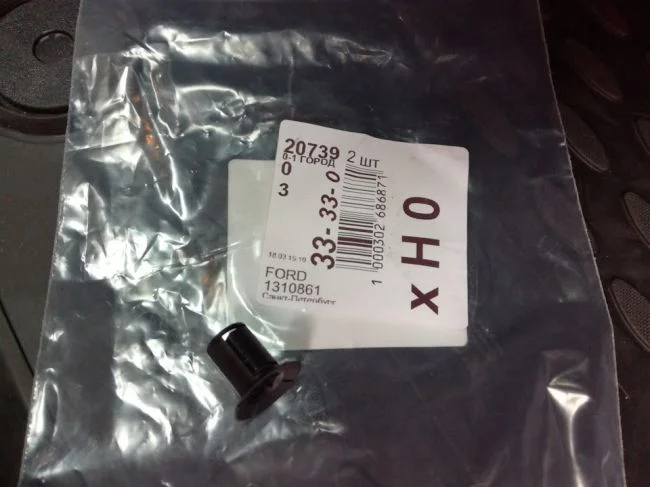 20739 2 шт
0-1 ГОРОД
0
3
33-33-0
1 000302 686871
18.03 15:10
FORD
1310861
Санкт-Петербург
х Н О